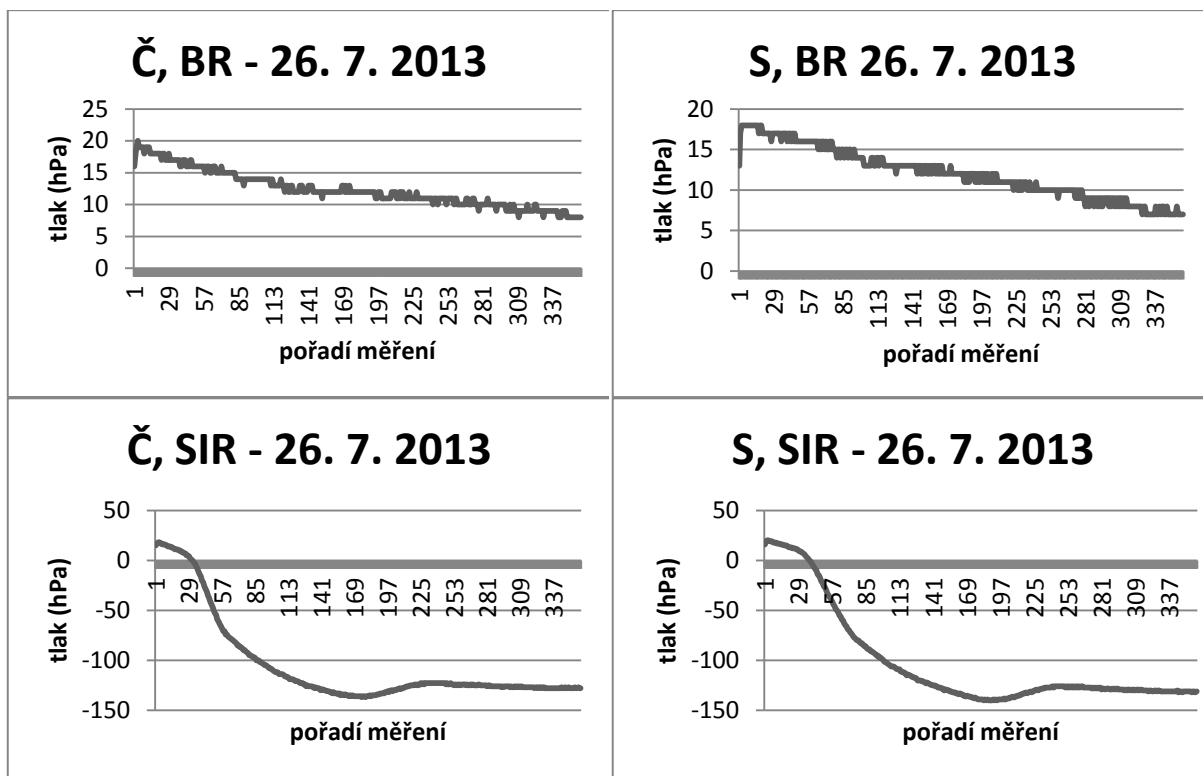 Č, BR - 26. 7. 2013
25
20
15
10
5
0
tlak (hPa)
1 29 57 85 113 141 169 197 225 253 281 309 337
pořadí měření
S, BR 26. 7. 2013
20
15
10
5
0
tlak (hPa)
1 29 57 85 113 141 169 197 225 253 281 309 337
pořadí měření
Č, SIR - 26. 7. 2013
50
0
-50
-100
-150
tlak (hPa)
1 29 57 85 113 141 169 197 225 253 281 309 337
pořadí měření
S, SIR - 26. 7. 2013
50
0
-50
-100
-150
tlak (hPa)
1 29 57 85 113 141 169 197 225 253 281 309 337
pořadí měření